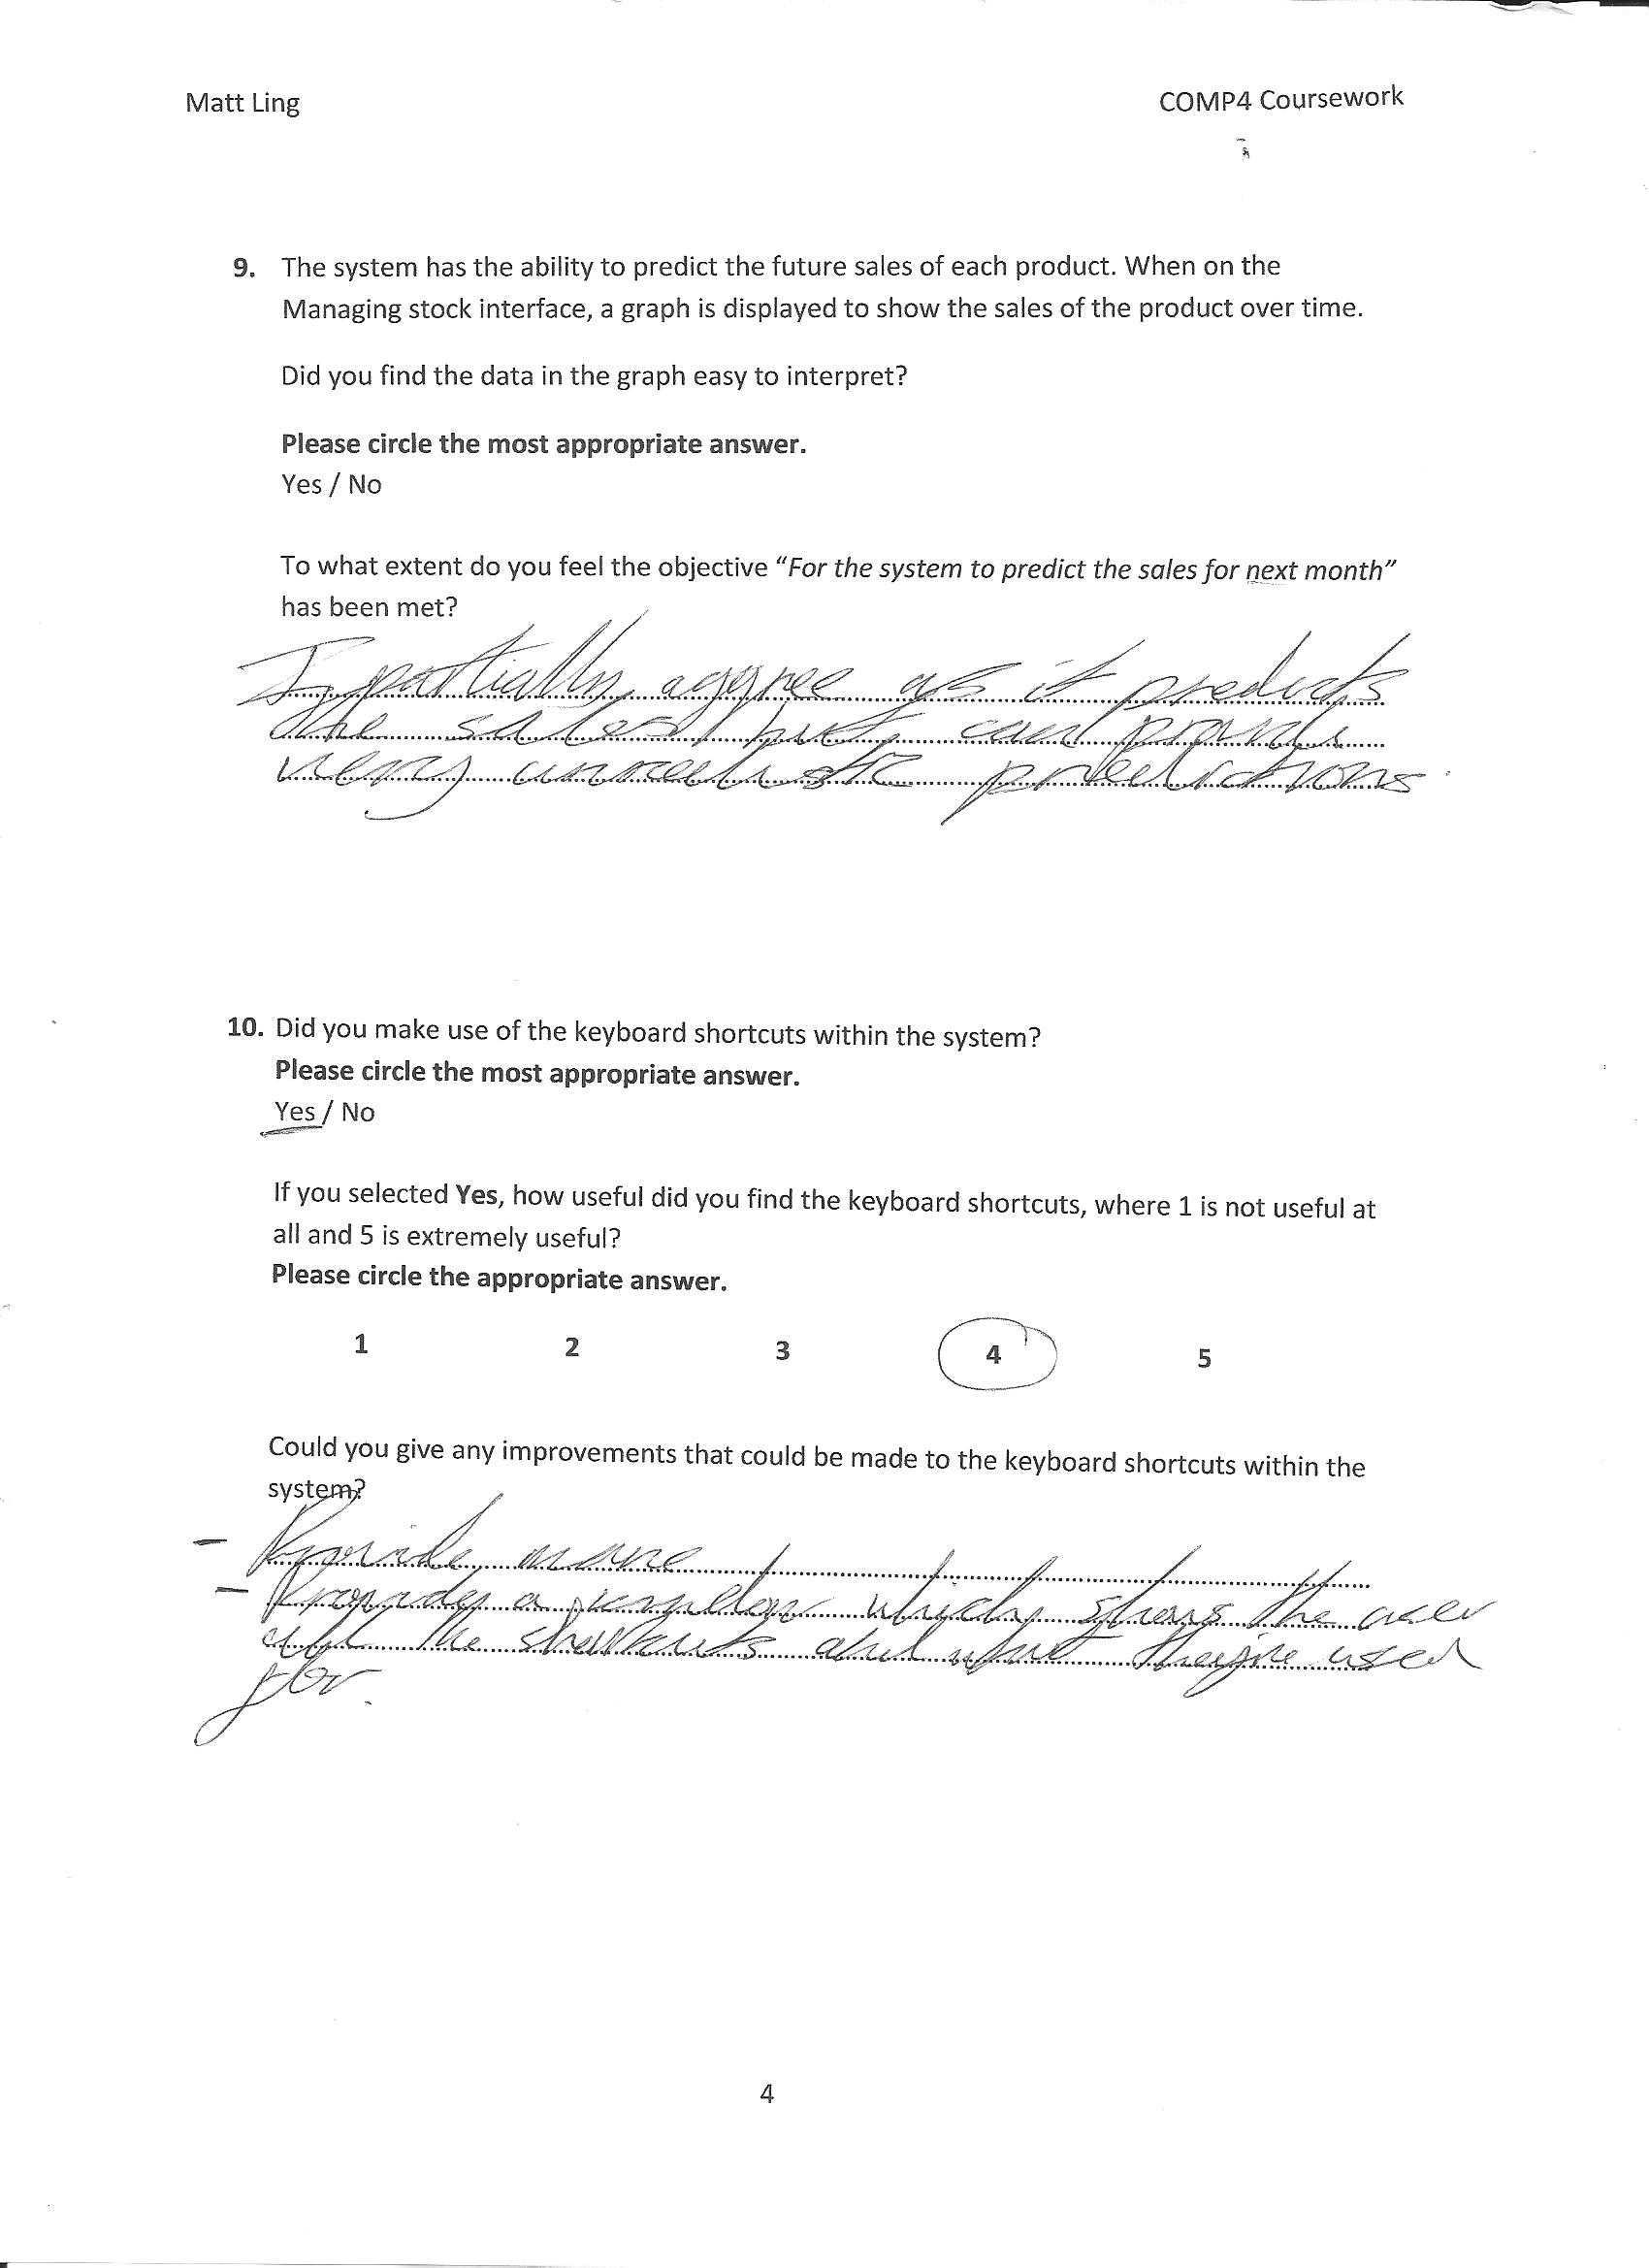 Matt Ling
COMP4 Coursework
9. The system has the ability to predict the future sales of each product. When on the
Managing stock interface, a graph is displayed to show the sales of the product over time.
Did you find the data in the graph easy to interpret?
Please circle the most appropriate answer.
Yes / No
To what extent do you feel the objective “For the system to predict the sales for next month”
has been met?
I partially aggree as it predicts
the sales but can provide
very unrealistic predictions.
10. Did you make use of the keyboard shortcuts within the system?
Please circle the most appropriate answer.
Yes / No
If you selected Yes, how useful did you find the keyboard shortcuts, where 1 is not useful at
all and 5 is extremely useful?
Please circle the appropriate answer.
1 2 3 4 5
Could you give any improvements that could be made to the keyboard shortcuts within the
system?
- Provide more
- Provide a window which shows the user
all the shortcuts and what they're used
for.
4